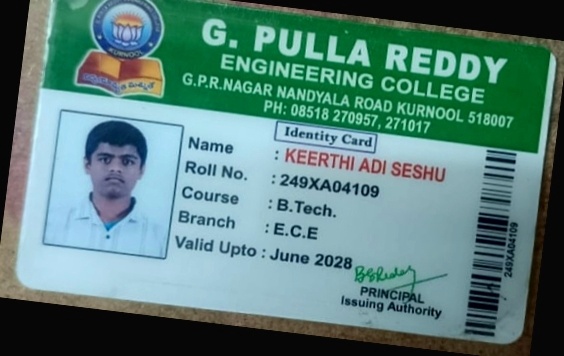 KURNOOL
G. PULLA REDDY
ENGINEERING COLLEGE
G.P.R.NAGAR NANDYALA ROAD KURNOOL 518007
PH: 08518 270957, 271017
Identity Card
Name : KEERTHI ADI SESHU
Roll No. : 249XA04109
Course : B.Tech.
Branch : E.C.E
Valid Upto : June 2028
PRINCIPAL
Issuing Authority
249XA04109